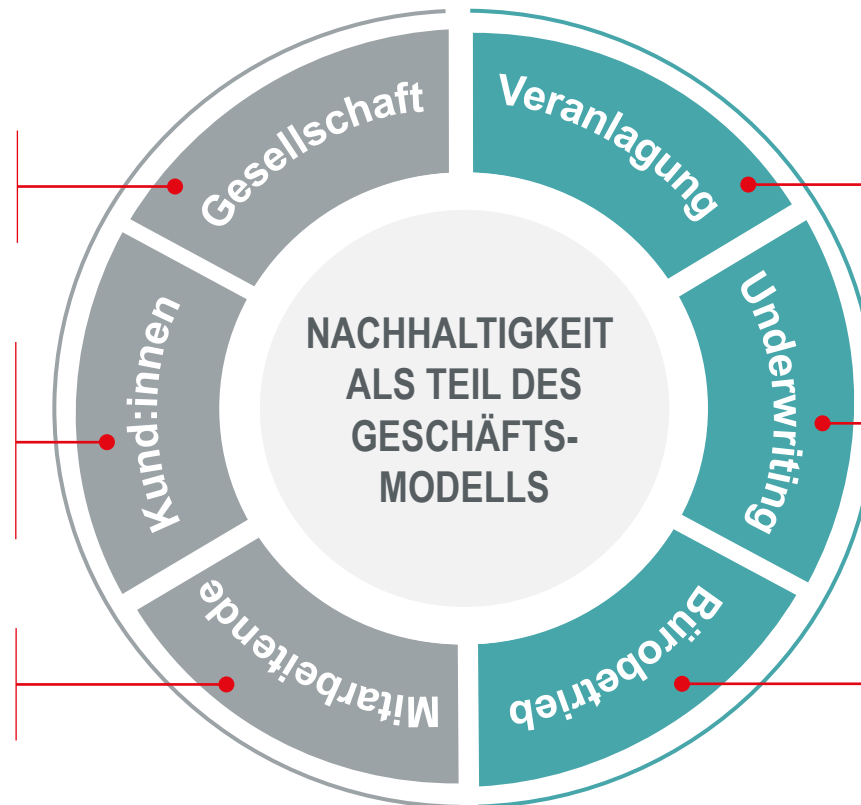 Gesellschaft
Veranlagung
Kund:innen
NACHHALTIGKEIT
ALS TEIL DES
GESCHÄFTS-
MODELLS
Underwriting
Mitarbeitende
Bürobetrieb